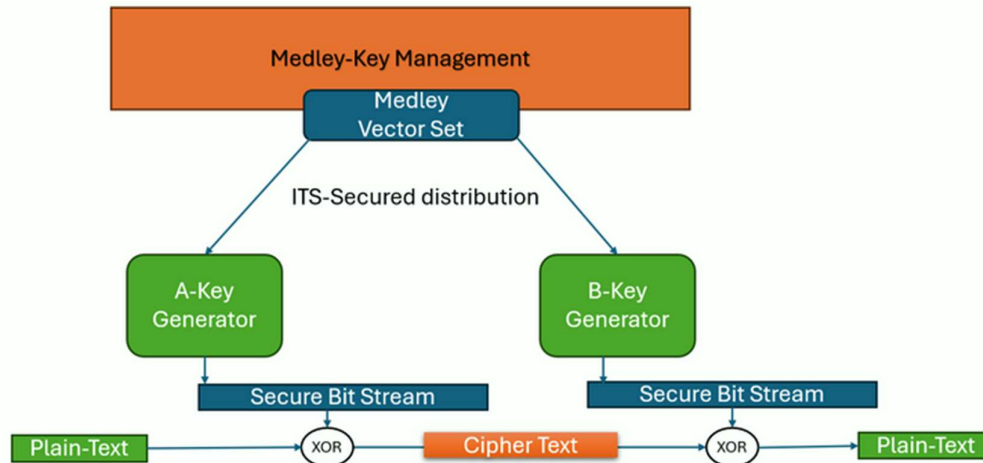 Medley-Key Management
Medley
Vector Set
ITS-Secured distribution
A-Key
Generator
B-Key
Generator
Secure Bit Stream
Secure Bit Stream
Plain-Text
XOR
Cipher Text
XOR
Plain-Text